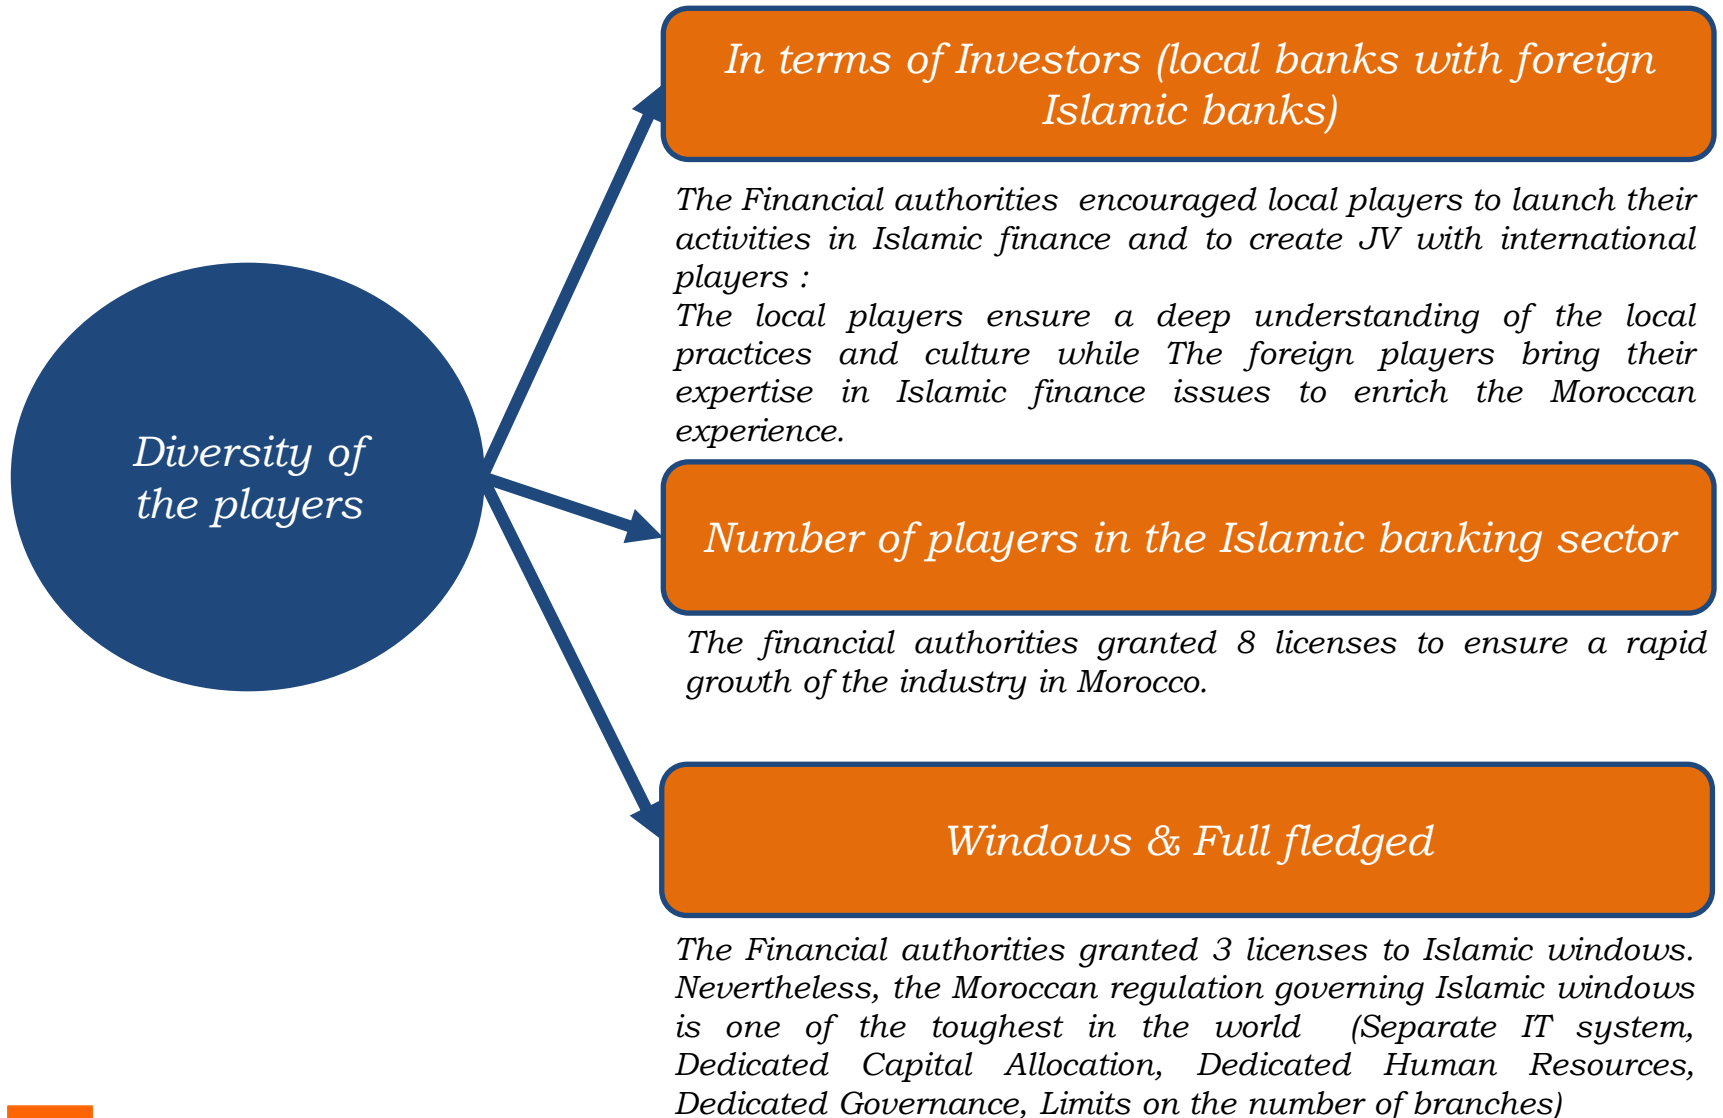 Diversity of
the players
In terms of Investors (local banks with foreign
Islamic banks)
The Financial authorities encouraged local players to launch their
activities in Islamic finance and to create JV with international
players :
The local players ensure a deep understanding of the local
practices and culture while The foreign players bring their
expertise in Islamic finance issues to enrich the Moroccan
experience.
Number of players in the Islamic banking sector
The financial authorities granted 8 licenses to ensure a rapid
growth of the industry in Morocco.
Windows & Full fledged
The Financial authorities granted 3 licenses to Islamic windows.
Nevertheless, the Moroccan regulation governing Islamic windows
is one of the toughest in the world (Separate IT system,
Dedicated Capital Allocation, Dedicated Human Resources,
Dedicated Governance, Limits on the number of branches)